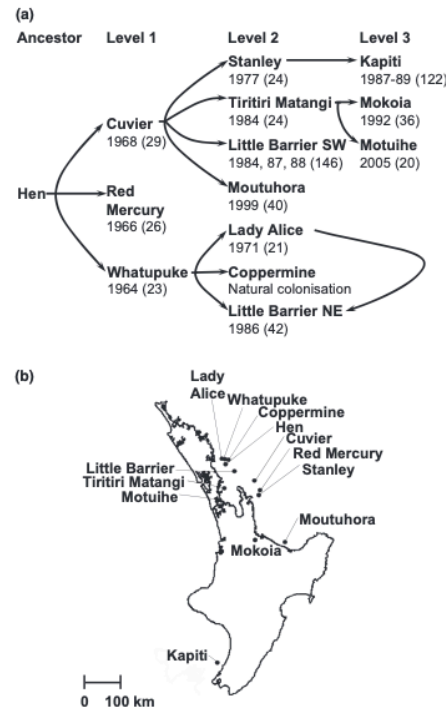 (a)
Ancestor Level 1 Level 2 Level 3
Stanley
1977 (24)
Kapiti
1987-89 (122)
Cuvier
1968 (29)
Tiritiri Matangi
1984 (24)
Mokoia
1992 (36)
Little Barrier SW
1984, 87, 88 (146)
Motuihe
2005 (20)
Hen
Red
Mercury
1966 (26)
Moutuhora
1999 (40)
Lady Alice
1971 (21)
Whatupuke
1964 (23)
Coppermine
Natural colonisation
Little Barrier NE
1986 (42)
(b)
Lady
Alice
Whatupuke
Coppermine
Hen
Cuvier
Red Mercury
Stanley
Little Barrier
Tiritiri Matangi
Motuihe
Moutuhora
Mokoia
Kapiti
0 100 km